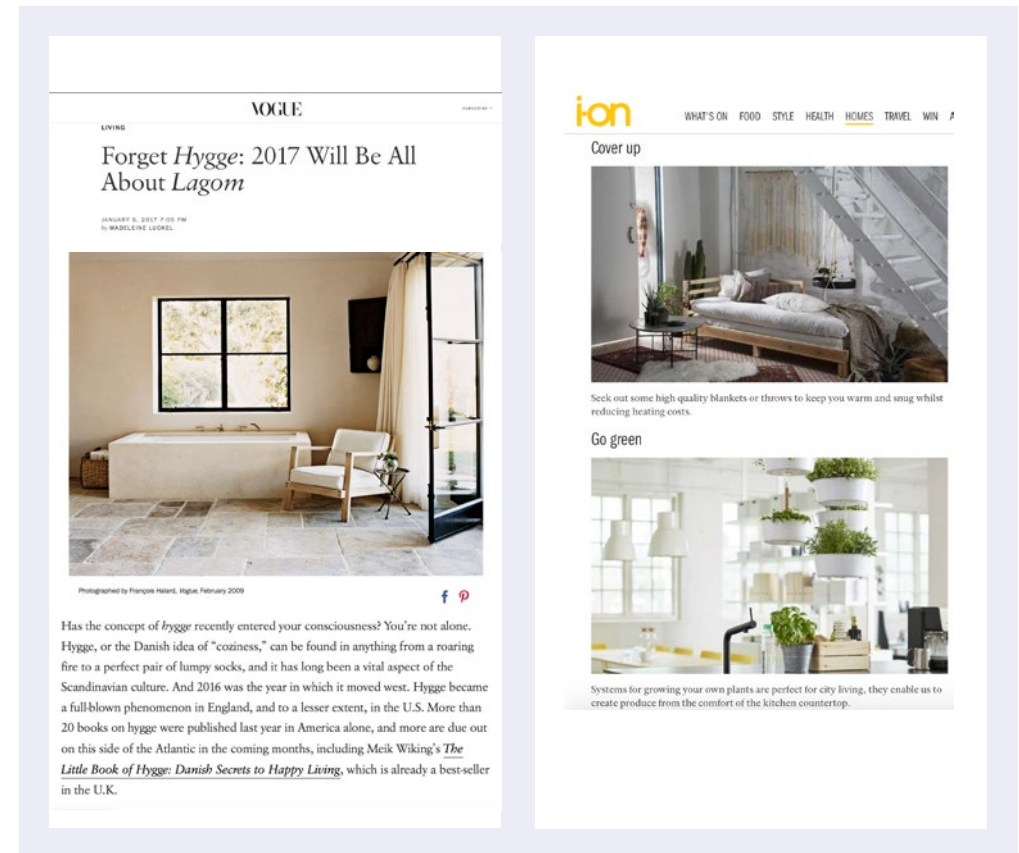 VOGUE
SUBSCRIBE
LIVING
Forget Hygge: 2017 Will Be All
About Lagom
JANUARY 5, 2017 7:05 PM
by MADELEINE LUCKEL
Photographed by François Halard, Vogue, February 2009
Has the concept of hygge recently entered your consciousness? You're not alone.
Hygge, or the Danish idea of “coziness,” can be found in anything from a roaring
fire to a perfect pair of lumpy socks, and it has long been a vital aspect of the
Scandinavian culture. And 2016 was the year in which it moved west. Hygge became
a full-blown phenomenon in England, and to a lesser extent, in the U.S. More than
20 books on hygge were published last year in America alone, and more are due out
on this side of the Atlantic in the coming months, including Meik Wiking's The
Little Book of Hygge: Danish Secrets to Happy Living, which is already a best-seller
in the U.K.
i-on
WHAT'S ON FOOD STYLE HEALTH HOMES TRAVEL WIN
Cover up
Seek out some high quality blankets or throws to keep you warm and snug whilst
reducing heating costs.
Go green
Systems for growing your own plants are perfect for city living, they enable us to
create produce from the comfort of the kitchen countertop.